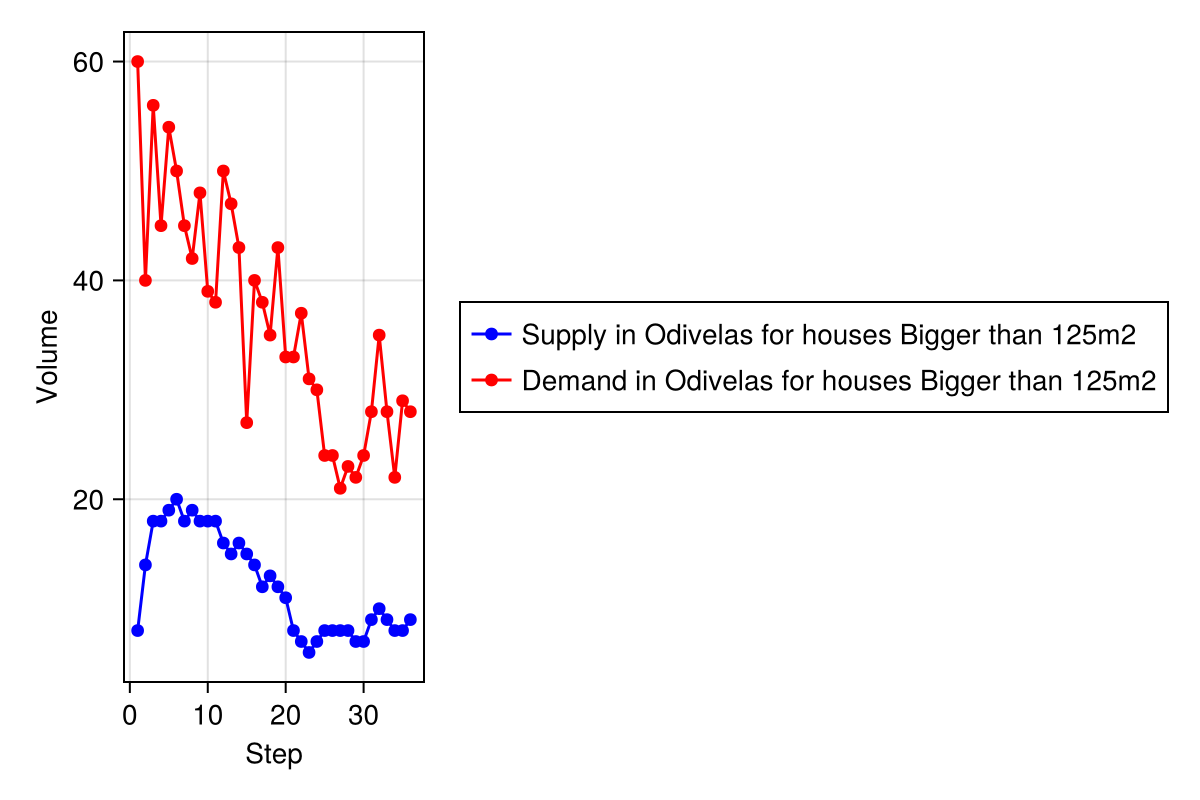 60
40
20
Volume
0 10 20 30
Step
Supply in Odivelas for houses Bigger than 125m2
Demand in Odivelas for houses Bigger than 125m2